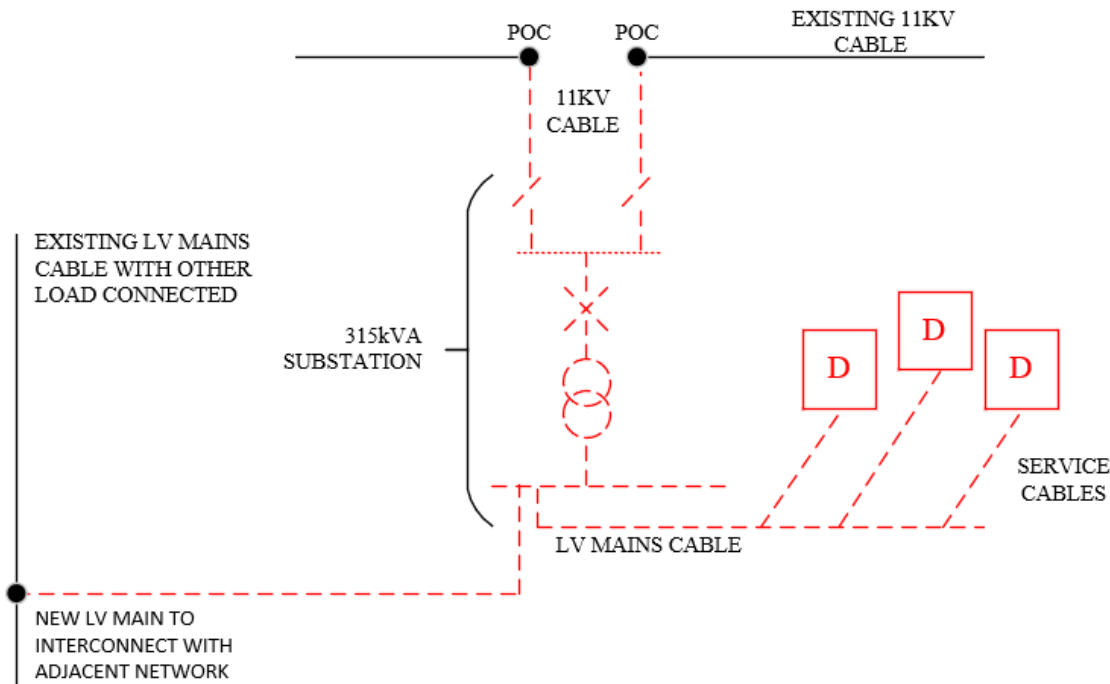 POC
POC
EXISTING 11KV
CABLE
11KV
CABLE
EXISTING LV MAINS
CABLE WITH OTHER
LOAD CONNECTED
315kVA
SUBSTATION
D
D
D
SERVICE
CABLES
LV MAINS CABLE
NEW LV MAIN TO
INTERCONNECT WITH
ADJACENT NETWORK